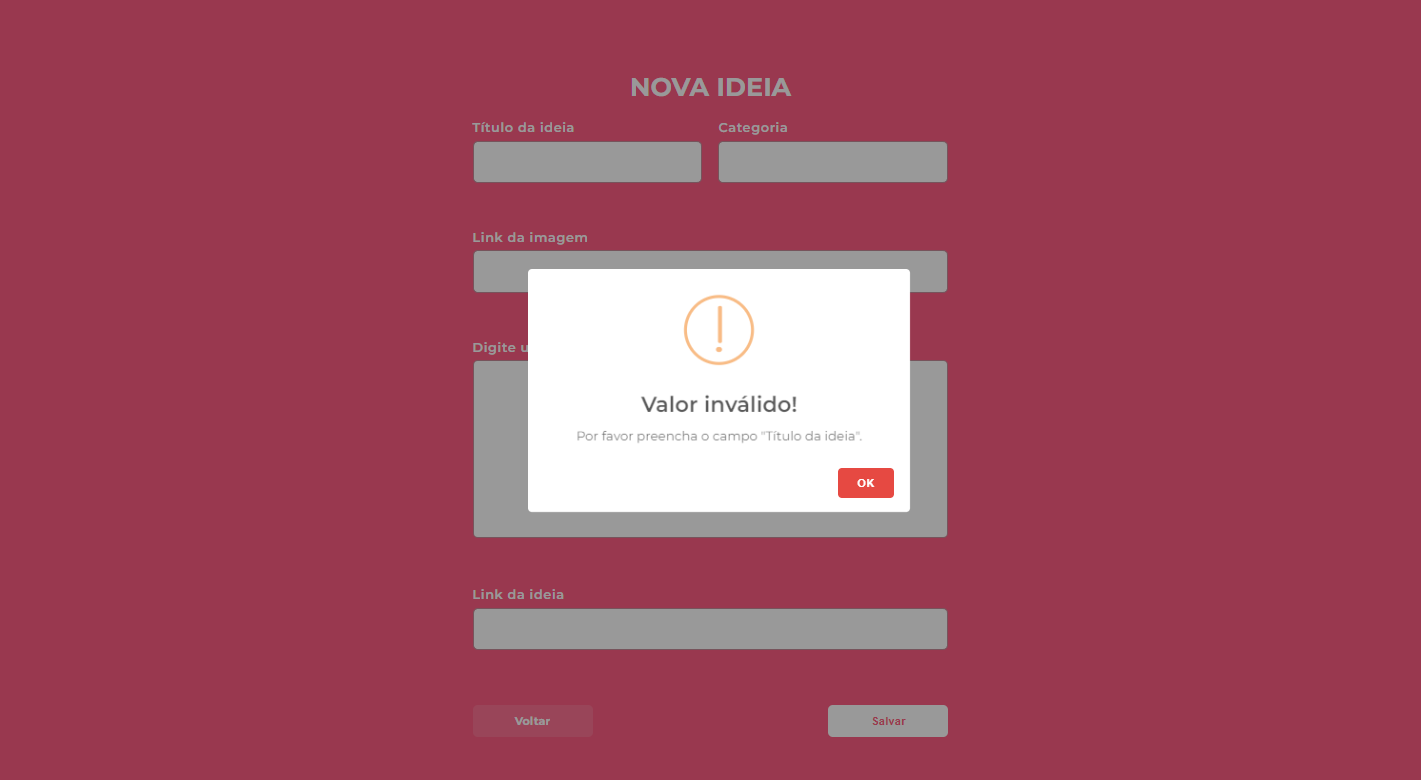 NOVA IDEIA
Título da ideia
Categoria
Link da imagem
Digite u
Valor inválido!
Por favor preencha o campo "Título da ideia".
OK
Link da ideia
Voltar
Salvar